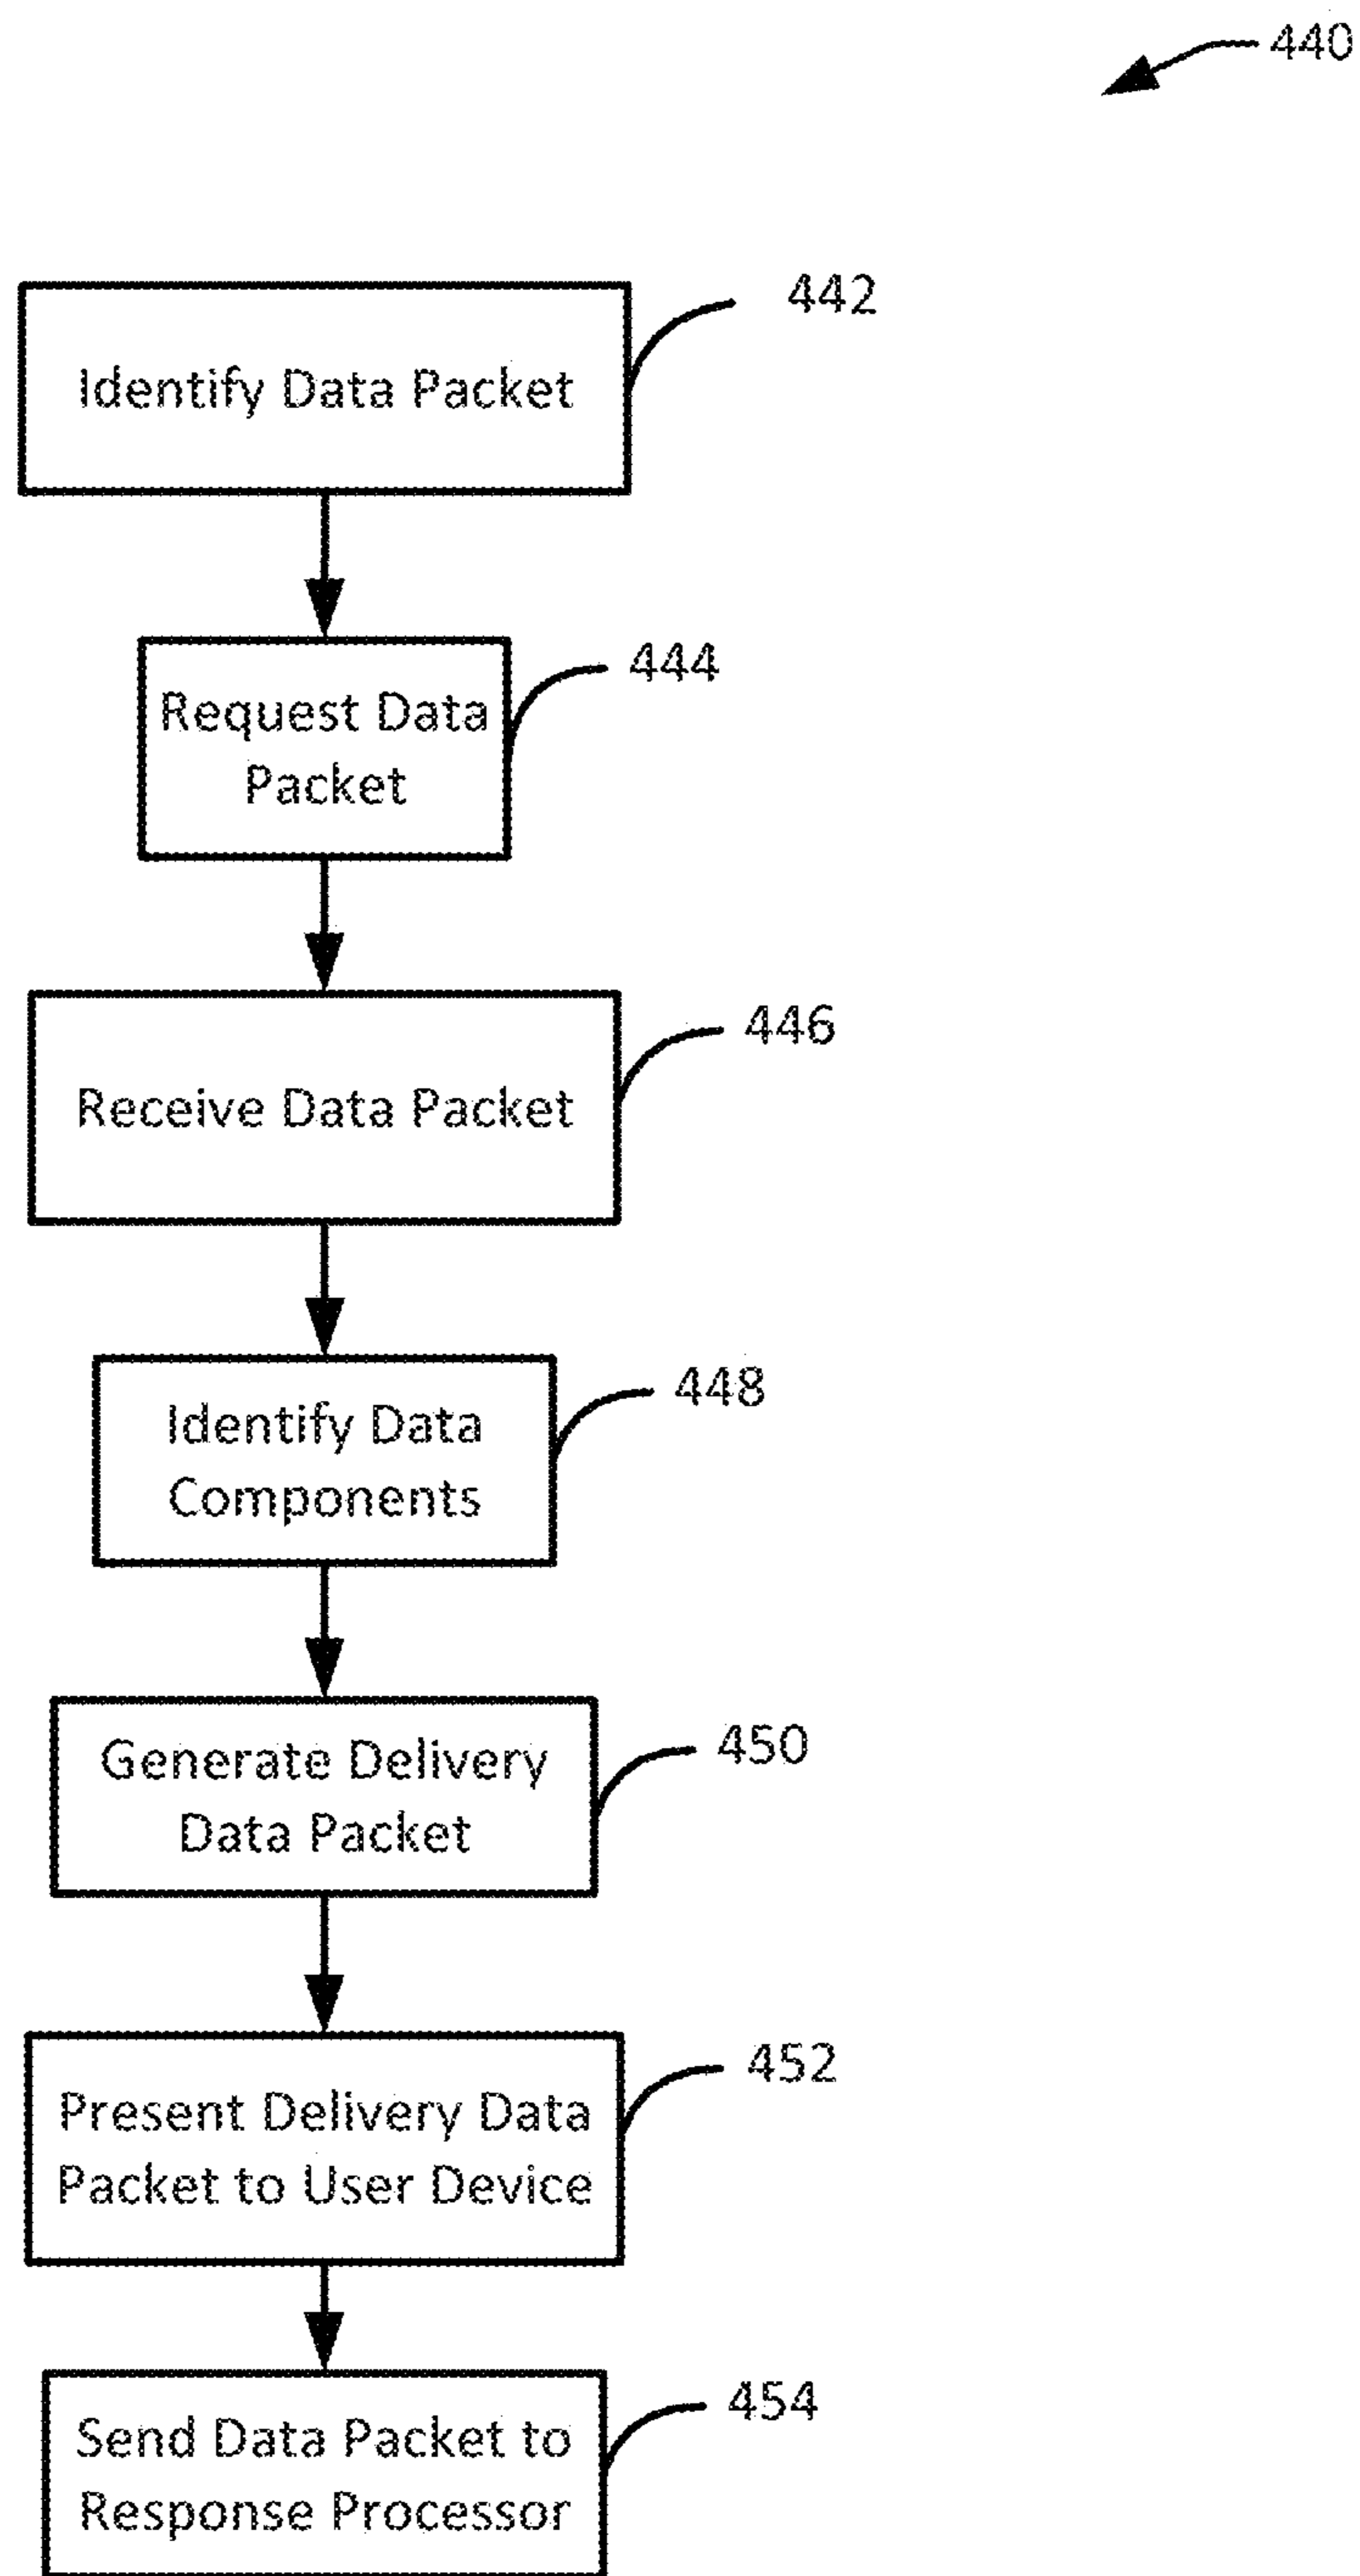 440
442
Identify Data Packet
444
Request Data
Packet
446
Receive Data Packet
448
Identify Data
Components
450
Generate Delivery
Data Packet
452
Present Delivery Data
Packet to User Device
454
Send Data Packet to
Response Processor